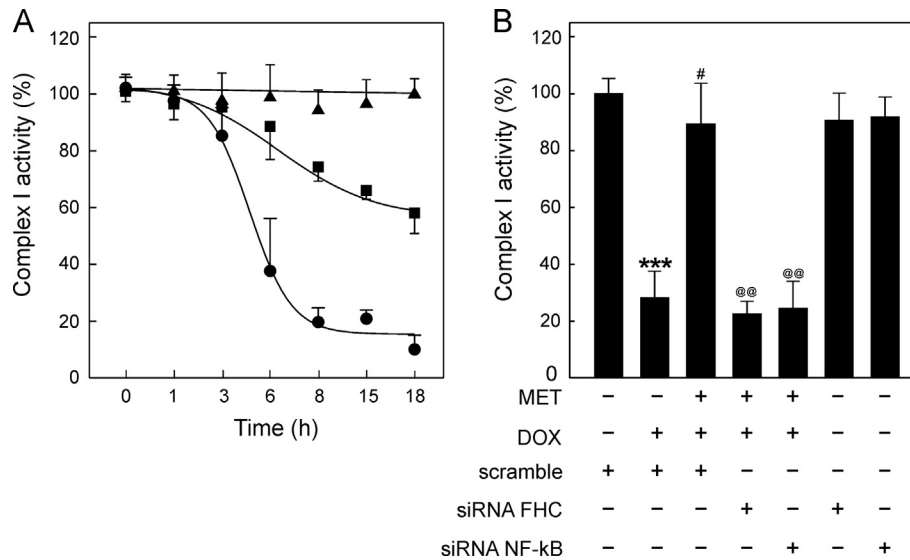 A
Complex I activity (%)
120
100
80
60
40
20
0
0 1 3 6 8 15 18
Time (h)
B
Complex I activity (%)
120
100
80
60
40
20
0
***
#
@@
@@
MET – – + + + – –
DOX – + + + + – –
scramble + + + – – – –
siRNA FHC – – – + – + –
siRNA NF-kB – – – – + – +